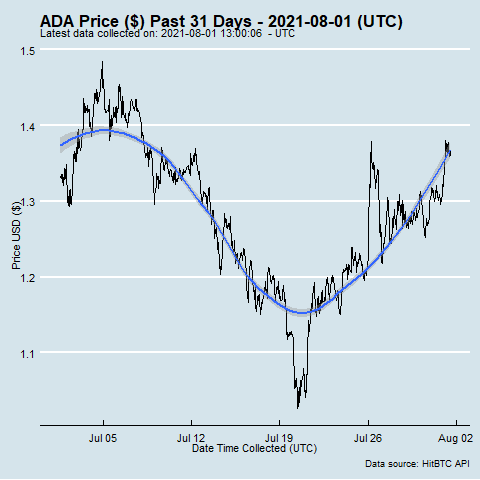 ADA Price ($) Past 31 Days - 2021-08-01 (UTC)
Latest data collected on: 2021-08-01 13:00:06  - UTC
1.5
1.4
1.3
1.2
1.1
Price USD ($)
Jul 05
Jul 12
Jul 19
Jul 26
Aug 02
Date Time Collected (UTC)
Data source: HitBTC API